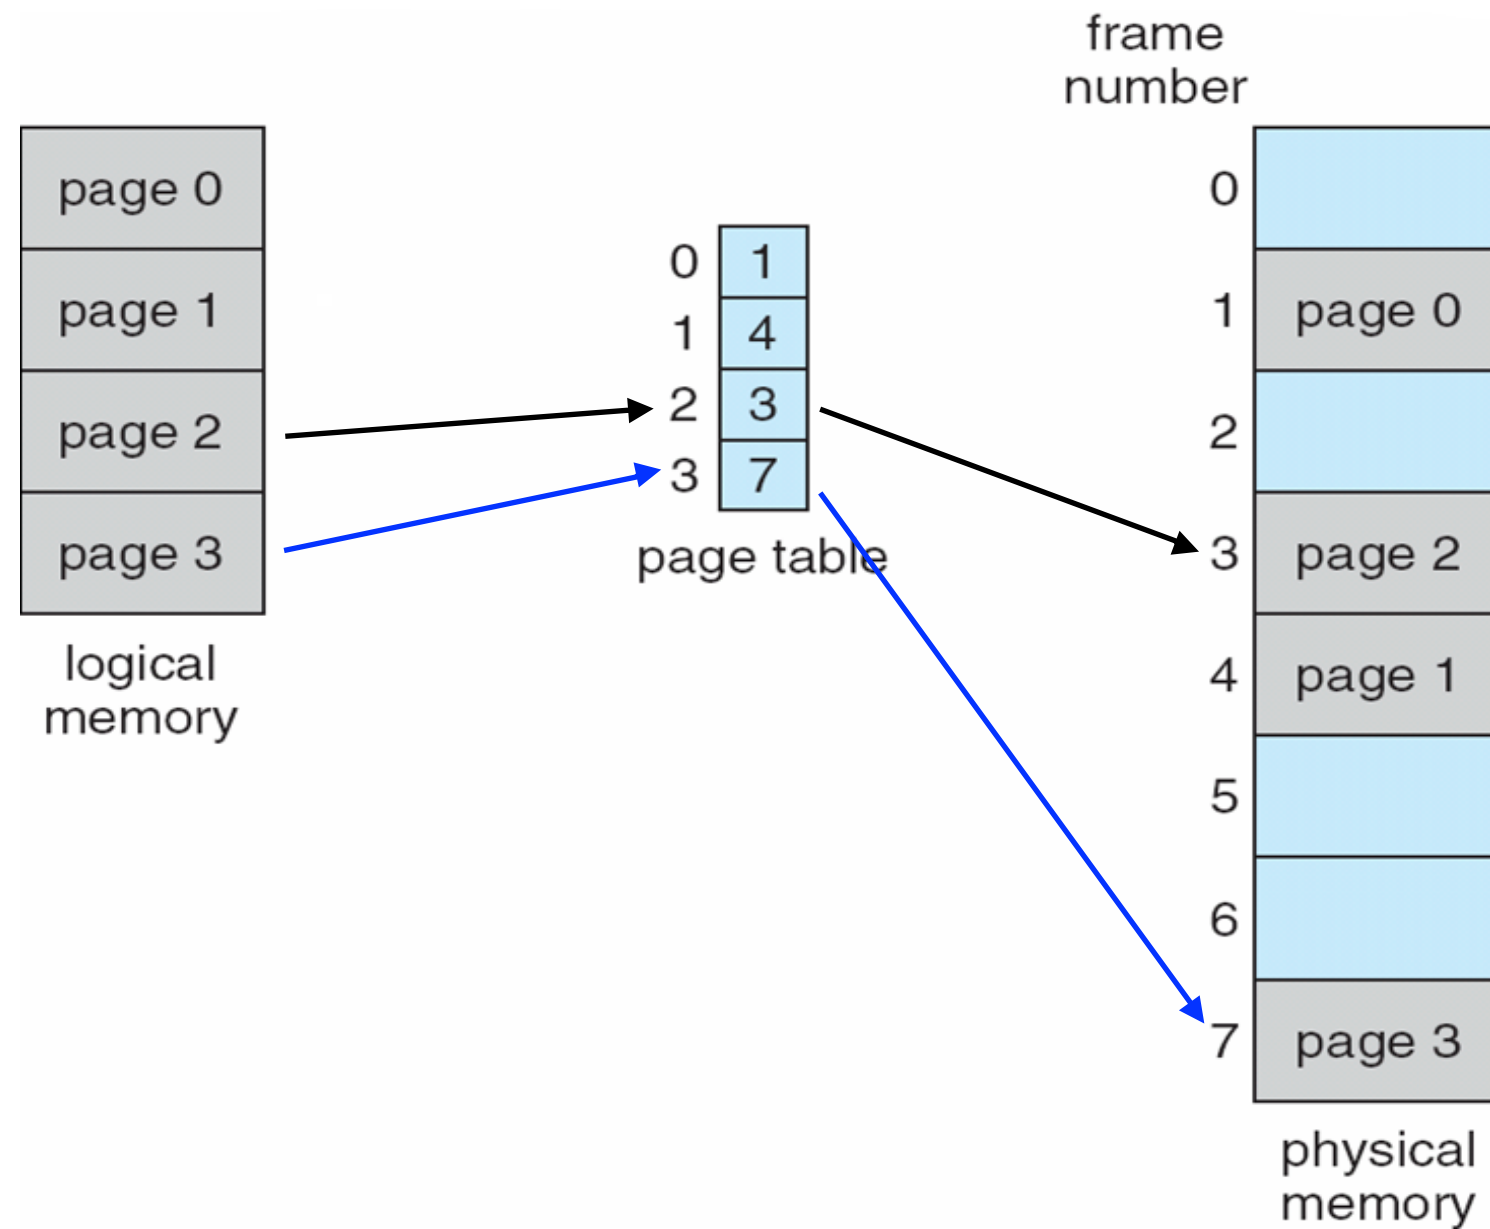 frame
number
page 0
page 1
page 2
page 3
logical
memory
0 1
1 4
2 3
3 7
page table
0
1 page 0
2
3 page 2
4 page 1
5
6
7 page 3
physical
memory